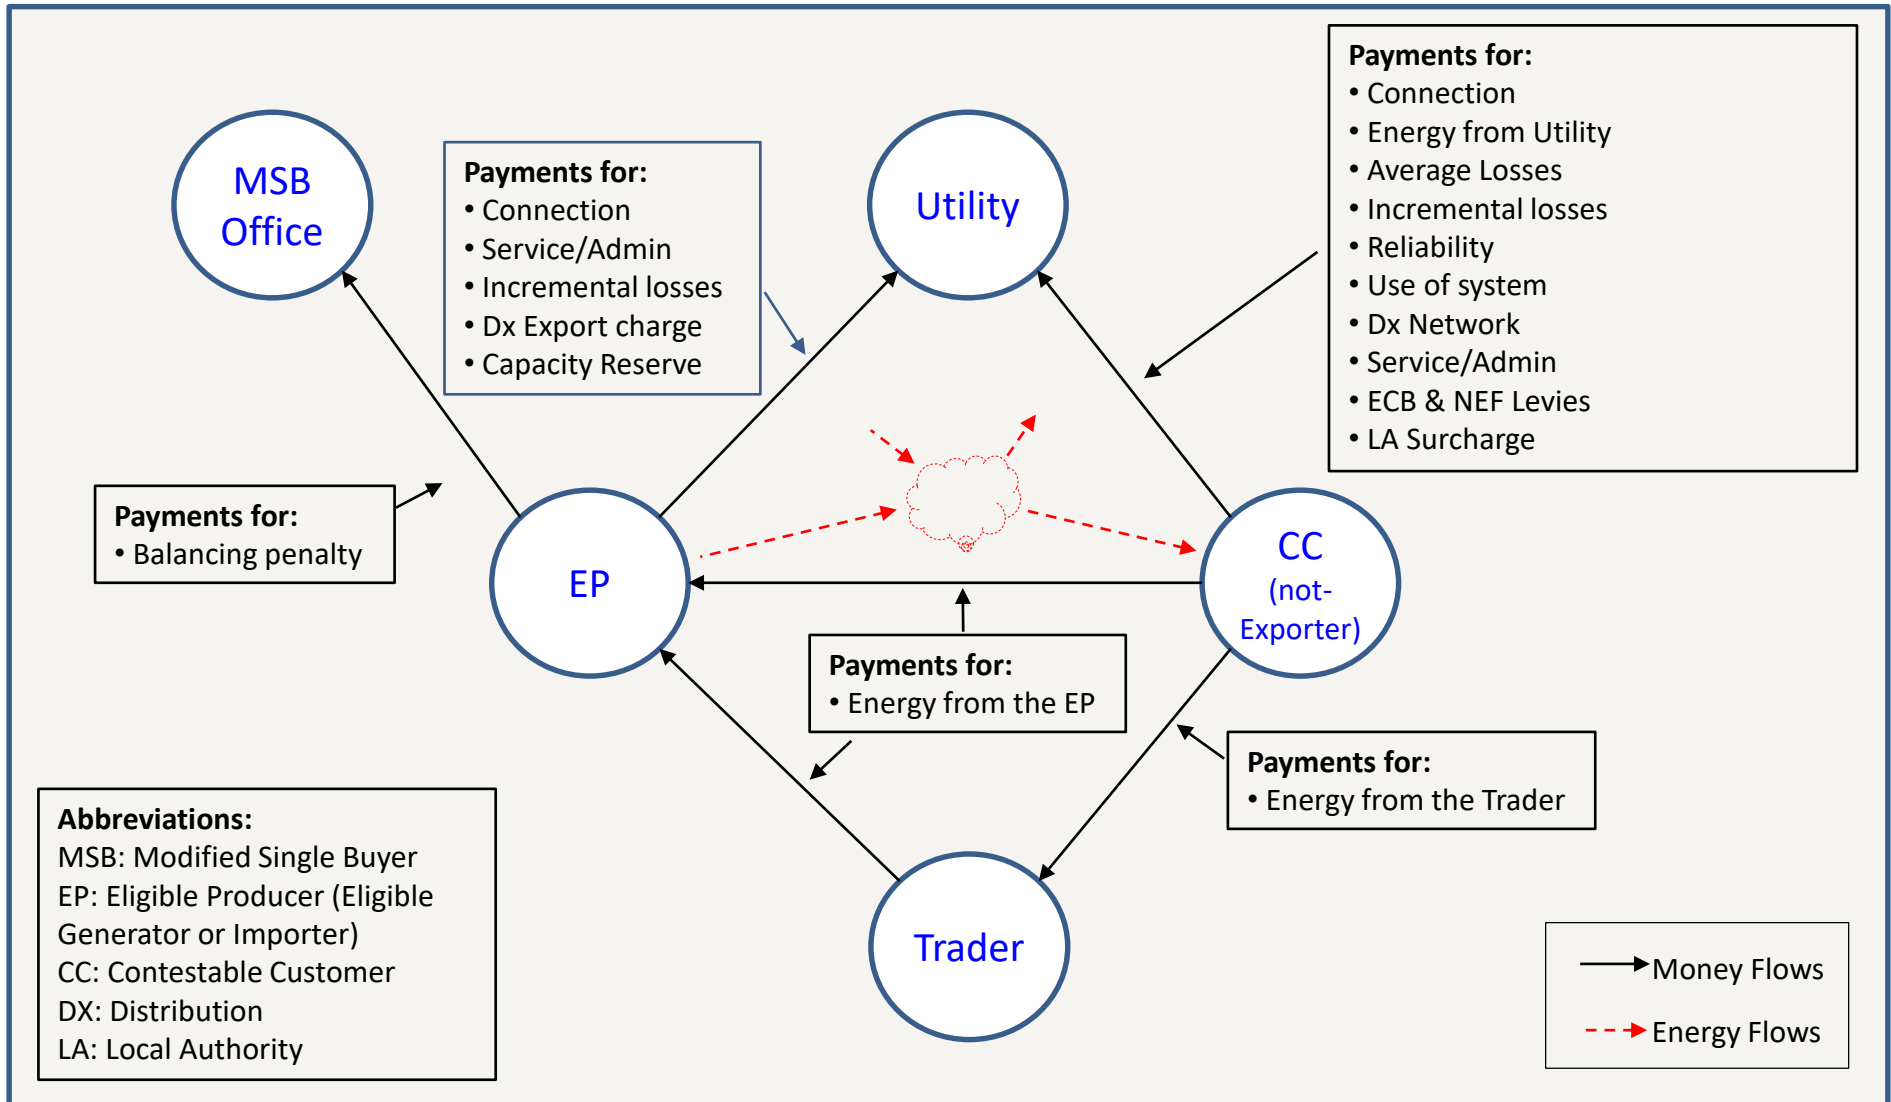 MSB
Office
Payments for:
• Connection
• Service/Admin
• Incremental losses
• Dx Export charge
• Capacity Reserve
Utility
Payments for:
• Connection
• Energy from Utility
• Average Losses
• Incremental losses
• Reliability
• Use of system
• Dx Network
• Service/Admin
• ECB & NEF Levies
• LA Surcharge
Payments for:
• Balancing penalty
EP
CC
(not-
Exporter)
Payments for:
• Energy from the EP
Payments for:
• Energy from the Trader
Abbreviations:
MSB: Modified Single Buyer
EP: Eligible Producer (Eligible
Generator or Importer)
CC: Contestable Customer
DX: Distribution
LA: Local Authority
Trader
Money Flows
Energy Flows